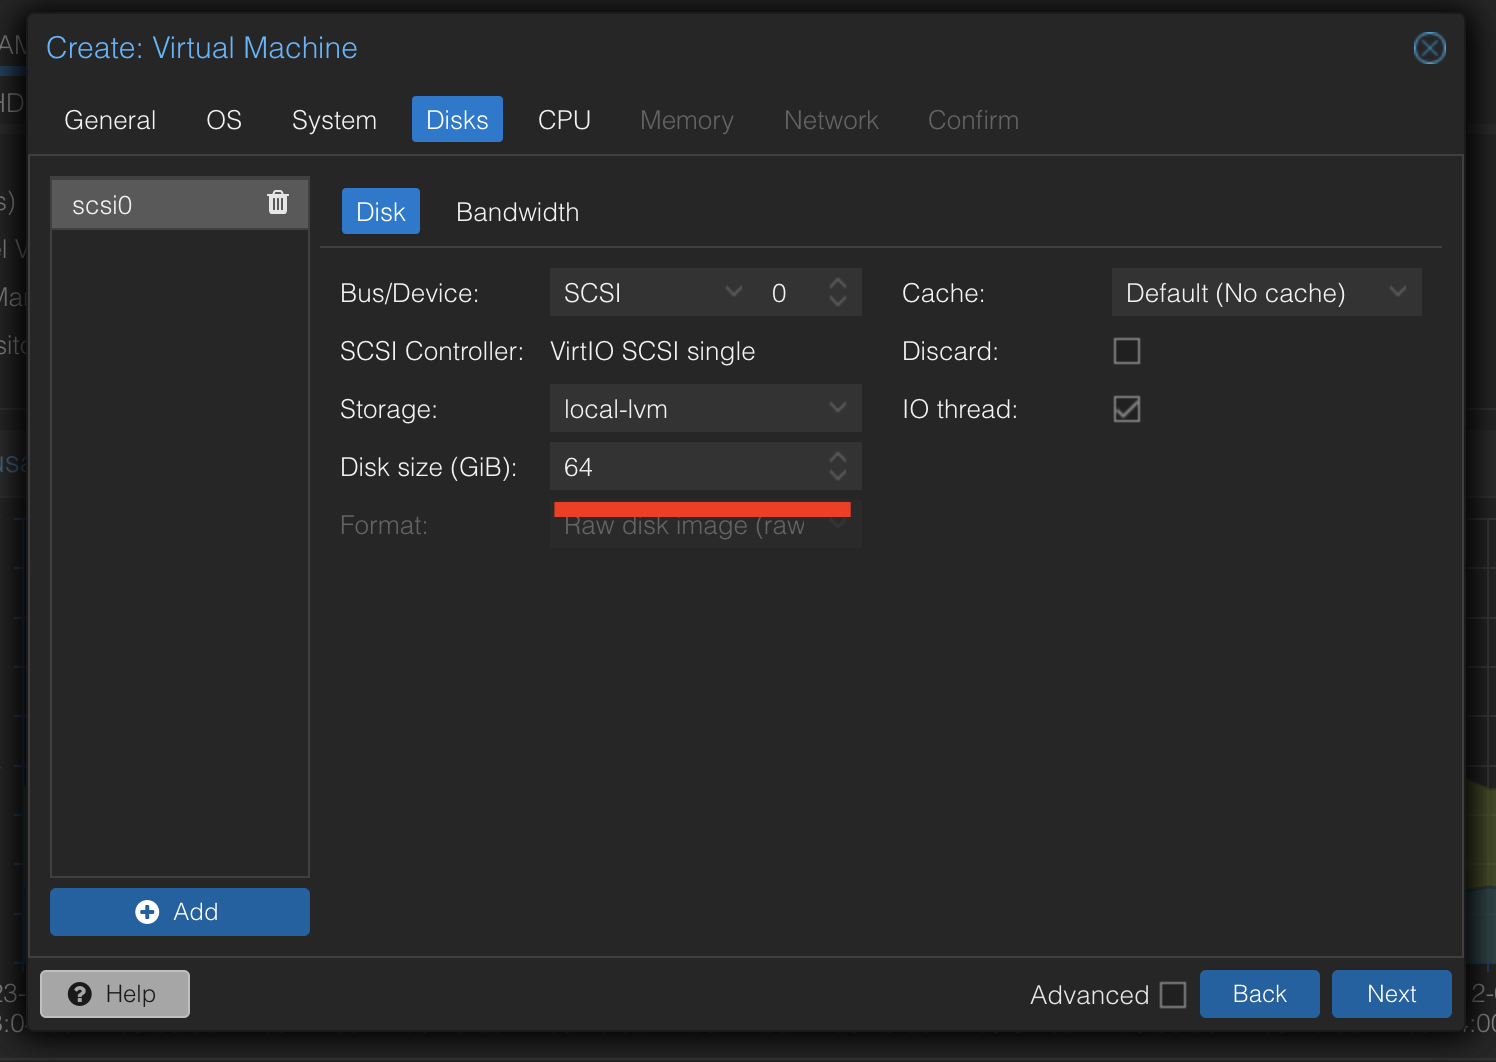 Create: Virtual Machine
General OS System Disks CPU Memory Network Confirm
scsi0
Disk Bandwidth
Bus/Device: SCSI 0 Cache: Default (No cache)
SCSI Controller: VirtIO SCSI single Discard:
Storage: local-lvm IO thread:
Disk size (GiB): 64
Format: Raw disk image (raw
Add
Help Advanced Back Next